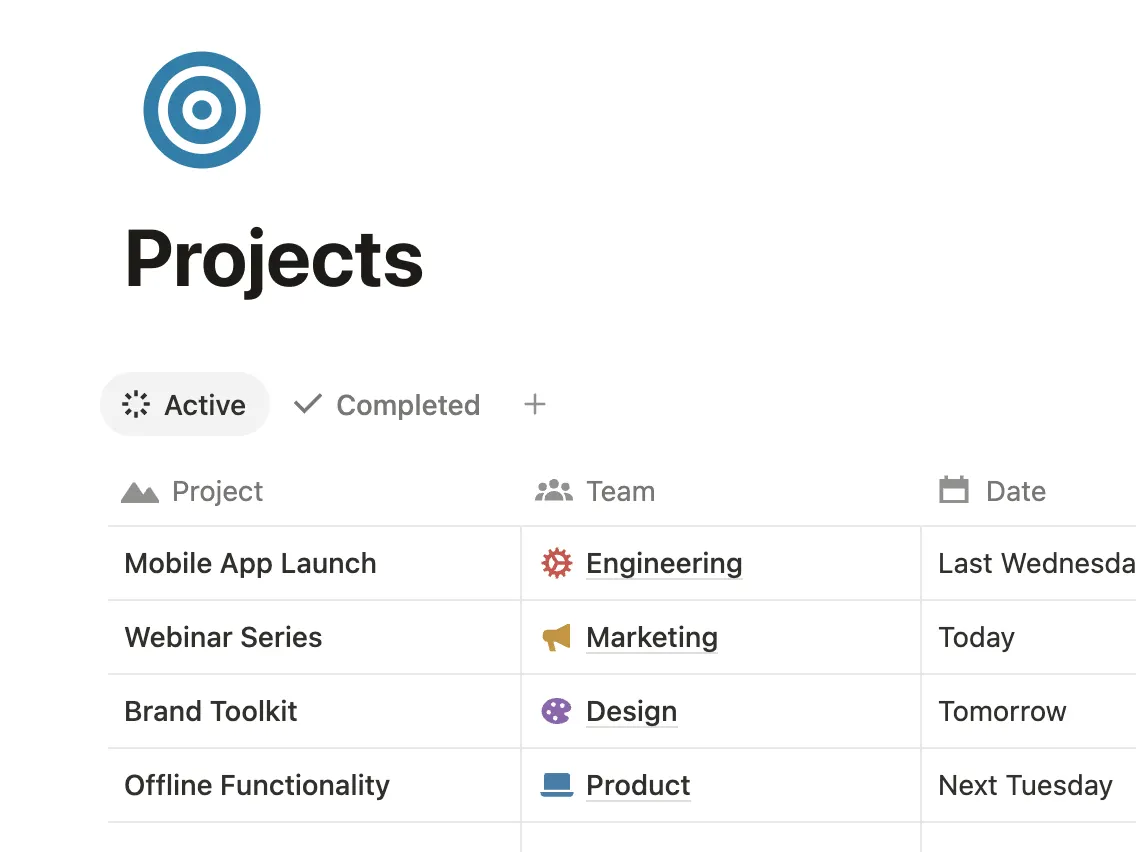 Projects
Active Completed
Project Team Date
Mobile App Launch Engineering Last Wednesda
Webinar Series Marketing Today
Brand Toolkit Design Tomorrow
Offline Functionality Product Next Tuesday